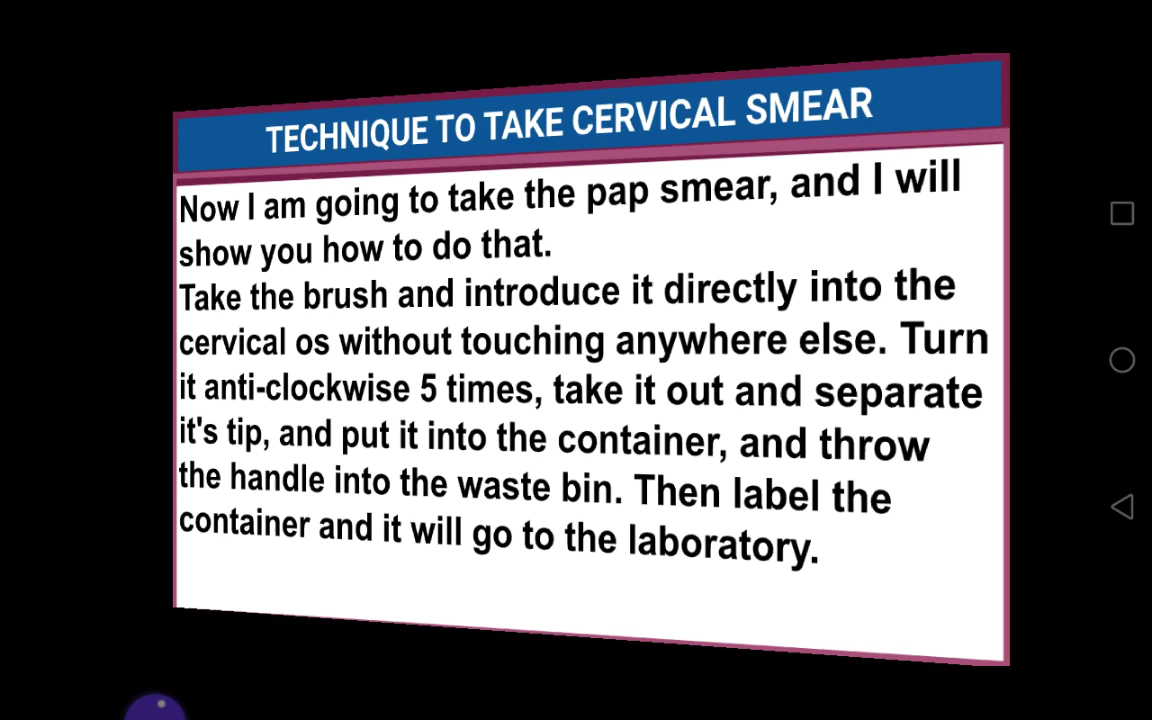 TECHNIQUE TO TAKE CERVICAL SMEAR
Now I am going to take the pap smear, and I will
show you how to do that.
Take the brush and introduce it directly into the
cervical os without touching anywhere else. Turn
it anti-clockwise 5 times, take it out and separate
it's tip, and put it into the container, and throw
the handle into the waste bin. Then label the
container and it will go to the laboratory.